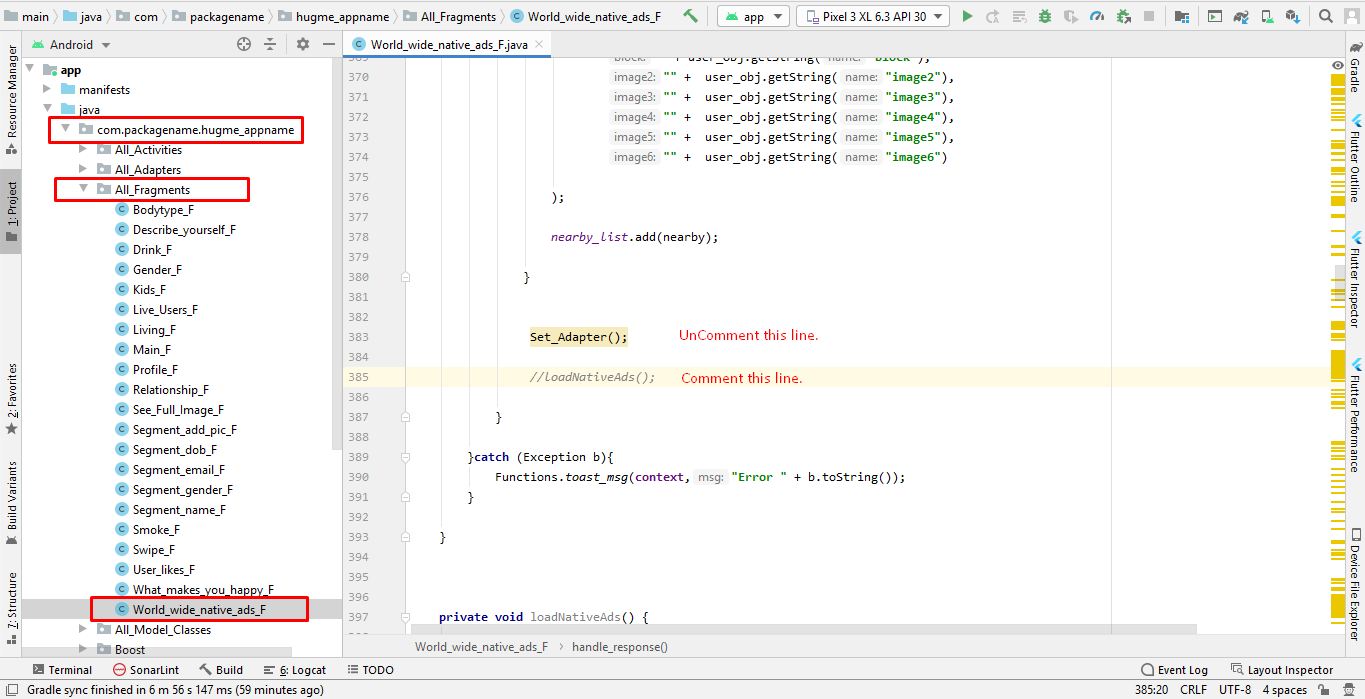 main java com packagename hugme_appname All_Fragments World_wide_native_ads_F app Pixel 3 XL 6.3 API 30
Android
World_wide_native_ads_F.java
app
manifests
java
com.packagename.hugme_appname
All_Activities
All_Adapters
All_Fragments
Bodytype_F
Describe_yourself_F
Drink_F
Gender_F
Kids_F
Live_Users_F
Living_F
Main_F
Profile_F
Relationship_F
See_Full_Image_F
Segment_add_pic_F
Segment_dob_F
Segment_email_F
Segment_gender_F
Segment_name_F
Smoke_F
Swipe_F
User_likes_F
What_makes_you_happy_F
World_wide_native_ads_F
All_Model_Classes
Boost
Resource Manager
1: Project
2: Favorites
Build Variants
7: Structure
369 block: "" + user_obj.getString( name: "block"),
370 image2: "" + user_obj.getString( name: "image2"),
371 image3: "" + user_obj.getString( name: "image3"),
372 image4: "" + user_obj.getString( name: "image4"),
373 image5: "" + user_obj.getString( name: "image5"),
374 image6: "" + user_obj.getString( name: "image6")
375
376 );
377
378 nearby_list.add(nearby);
379
380 }
381
382
383 Set_Adapter(); UnComment this line.
384
385 //loadNativeAds(); Comment this line.
386
387 }
388
389 }catch (Exception b){
390 Functions.toast_msg(context, msg: "Error " + b.toString());
391 }
392
393 }
394
395
396
397 private void loadNativeAds() {
World_wide_native_ads_F › handle_response()
Gradle
Flutter Outline
Flutter Inspector
Flutter Performance
Device File Explorer
Terminal SonarLint Build 6: Logcat TODO Event Log Layout Inspector
Gradle sync finished in 6 m 56 s 147 ms (59 minutes ago) 385:20 CRLF UTF-8 4 spaces